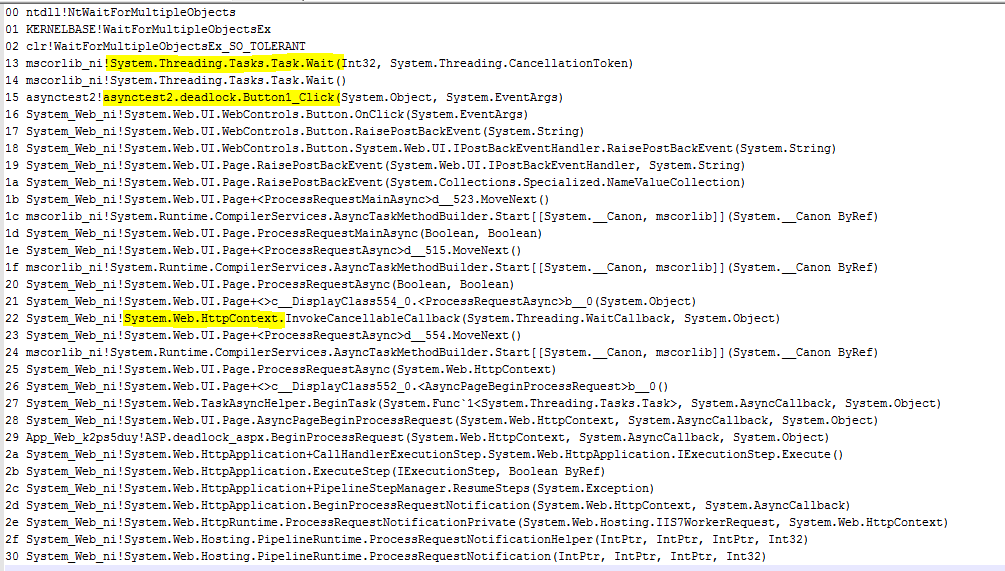 00 ntdll!NtWaitForMultipleObjects
01 KERNELBASE!WaitForMultipleObjectsEx
02 clr!WaitForMultipleObjectsEx_SO_TOLERANT
13 mscorlib_ni!System.Threading.Tasks.Task.Wait(Int32, System.Threading.CancellationToken)
14 mscorlib_ni!System.Threading.Tasks.Task.Wait()
15 asynctest2!asynctest2.deadlock.Button1_Click(System.Object, System.EventArgs)
16 System_Web_ni!System.Web.UI.WebControls.Button.OnClick(System.EventArgs)
17 System_Web_ni!System.Web.UI.WebControls.Button.RaisePostBackEvent(System.String)
18 System_Web_ni!System.Web.UI.WebControls.Button.System.Web.UI.IPostBackEventHandler.RaisePostBackEvent(System.String)
19 System_Web_ni!System.Web.UI.Page.RaisePostBackEvent(System.Web.UI.IPostBackEventHandler, System.String)
1a System_Web_ni!System.Web.UI.Page.RaisePostBackEvent(System.Collections.Specialized.NameValueCollection)
1b System_Web_ni!System.Web.UI.Page+<ProcessRequestMainAsync>d__523.MoveNext()
1c mscorlib_ni!System.Runtime.CompilerServices.AsyncTaskMethodBuilder.Start[[System.__Canon, mscorlib]](System.__Canon ByRef)
1d System_Web_ni!System.Web.UI.Page.ProcessRequestMainAsync(Boolean, Boolean)
1e System_Web_ni!System.Web.UI.Page+<ProcessRequestAsync>d__515.MoveNext()
1f mscorlib_ni!System.Runtime.CompilerServices.AsyncTaskMethodBuilder.Start[[System.__Canon, mscorlib]](System.__Canon ByRef)
20 System_Web_ni!System.Web.UI.Page.ProcessRequestAsync(Boolean, Boolean)
21 System_Web_ni!System.Web.UI.Page+<>c__DisplayClass554_0.<ProcessRequestAsync>b__0(System.Object)
22 System_Web_ni!System.Web.HttpContext.InvokeCancellableCallback(System.Threading.WaitCallback, System.Object)
23 System_Web_ni!System.Web.UI.Page+<ProcessRequestAsync>d__554.MoveNext()
24 mscorlib_ni!System.Runtime.CompilerServices.AsyncTaskMethodBuilder.Start[[System.__Canon, mscorlib]](System.__Canon ByRef)
25 System_Web_ni!System.Web.UI.Page.ProcessRequestAsync(System.Web.HttpContext)
26 System_Web_ni!System.Web.UI.Page+<>c__DisplayClass552_0.<AsyncPageBeginProcessRequest>b__0()
27 System_Web_ni!System.Web.TaskAsyncHelper.BeginTask(System.Func`1<System.Threading.Tasks.Task>, System.AsyncCallback, System.Object)
28 System_Web_ni!System.Web.UI.Page.AsyncPageBeginProcessRequest(System.Web.HttpContext, System.AsyncCallback, System.Object)
29 App_Web_k2ps5duy!ASP.deadlock_aspx.BeginProcessRequest(System.Web.HttpContext, System.AsyncCallback, System.Object)
2a System_Web_ni!System.Web.HttpApplication+CallHandlerExecutionStep.System.Web.HttpApplication.IExecutionStep.Execute()
2b System_Web_ni!System.Web.HttpApplication.ExecuteStep(IExecutionStep, Boolean ByRef)
2c System_Web_ni!System.Web.HttpApplication+PipelineStepManager.ResumeSteps(System.Exception)
2d System_Web_ni!System.Web.HttpApplication.BeginProcessRequestNotification(System.Web.HttpContext, System.AsyncCallback)
2e System_Web_ni!System.Web.HttpRuntime.ProcessRequestNotificationPrivate(System.Web.Hosting.IIS7WorkerRequest, System.Web.HttpContext)
2f System_Web_ni!System.Web.Hosting.PipelineRuntime.ProcessRequestNotificationHelper(IntPtr, IntPtr, IntPtr, Int32)
30 System_Web_ni!System.Web.Hosting.PipelineRuntime.ProcessRequestNotification(IntPtr, IntPtr, IntPtr, Int32)